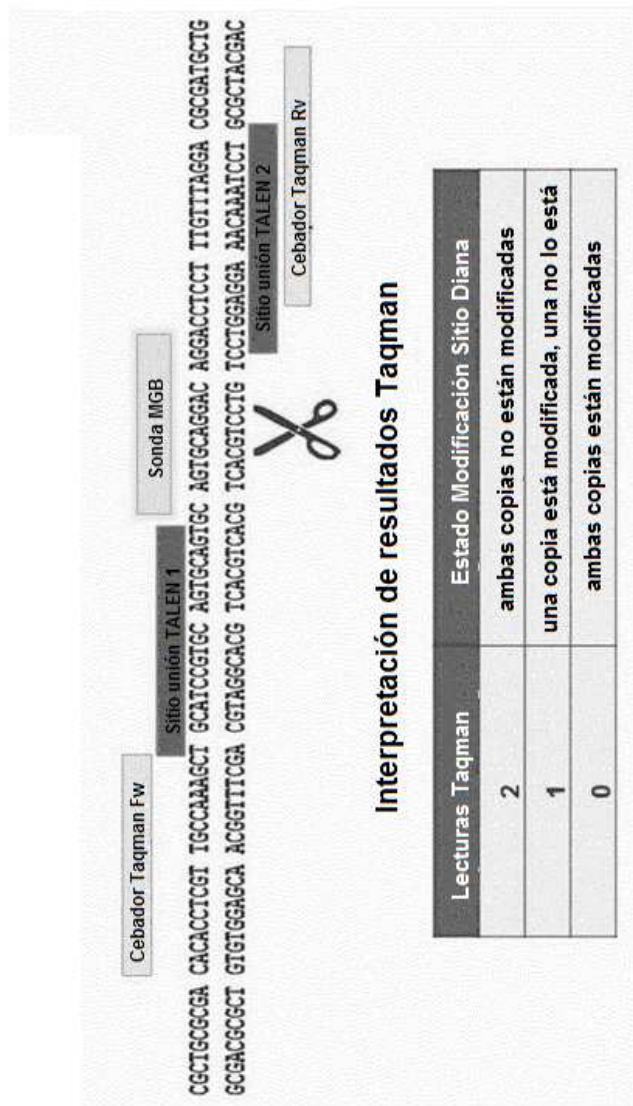 Cebador Taqman Fw
Sonda MGB
Sitio unión TALEN 1
CGCTGCGCGA CACACCTCGT TGCCAAAGCT GCATCCGTGC AGTGCAGTGC AGTGCAGGAC AGGACCTCCT TTGTTTAGGA CGCGATGCTG
GCGACGCGCT GTGTGGAGCA ACGGTTTCGA CGTAGGCACG TCACGTCACG TCACGTCCTG TCCTGGAGGA AACAAATCCT GCGCTACGAC
Sitio unión TALEN 2
Cebador Taqman Rv
Interpretación de resultados Taqman
Lecturas Taqman Estado Modificación Sitio Diana
2 ambas copias no están modificadas
1 una copia está modificada, una no lo está
0 ambas copias están modificadas